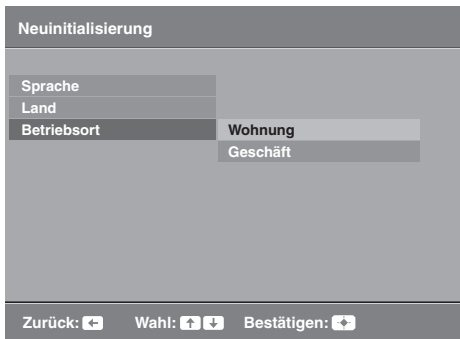 Neuinitialisierung
Sprache
Land
Betriebsort Wohnung
Geschäft
Zurück: Wahl: Bestätigen: